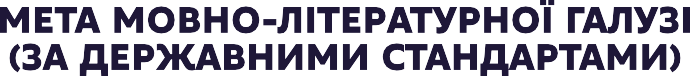 МЕТА МОВНО-ЛІТЕРАТУРНОЇ ГАЛУЗІ
(ЗА ДЕРЖАВНИМИ СТАНДАРТАМИ)